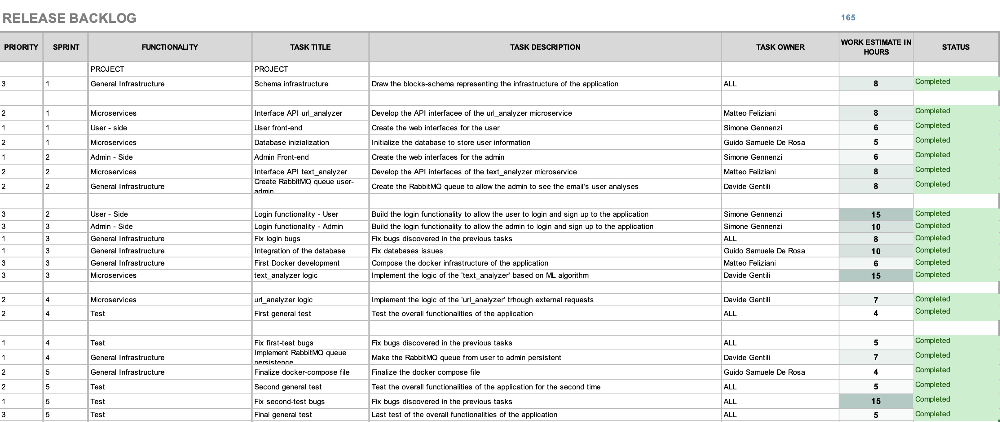 RELEASE BACKLOG 165
PRIORITY SPRINT FUNCTIONALITY TASK TITLE TASK DESCRIPTION TASK OWNER WORK ESTIMATE IN HOURS STATUS
PROJECT PROJECT
3 1 General Infrastructure Schema infrastructure Draw the blocks-schema representing the infrastructure of the application ALL 8 Completed
2 1 Microservices Interface API url_analyzer Develop the API interfacee of the url_analyzer microservice Matteo Feliziani 8 Completed
1 1 User - side User front-end Create the web interfaces for the user Simone Gennenzi 6 Completed
2 1 Microservices Database inizialization Initialize the database to store user information Guido Samuele De Rosa 5 Completed
1 2 Admin - Side Admin Front-end Create the web interfaces for the admin Simone Gennenzi 6 Completed
2 2 Microservices Interface API text_analyzer Develop the API interfaces of the text_analyzer microservice Matteo Feliziani 8 Completed
2 2 General Infrastructure Create RabbitMQ queue user-admin Create the RabbitMQ queue to allow the admin to see the email's user analyses Davide Gentili 8 Completed
3 2 User - Side Login functionality - User Build the login functionality to allow the user to login and sign up to the application Simone Gennenzi 15 Completed
3 3 Admin - Side Login functionality - Admin Build the login functionality to allow the admin to login and sign up to the application Simone Gennenzi 10 Completed
1 3 General Infrastructure Fix login bugs Fix bugs discovered in the previous tasks ALL 8 Completed
1 3 General Infrastructure Integration of the database Fix databases issues Guido Samuele De Rosa 10 Completed
3 3 General Infrastructure First Docker development Compose the docker infrastructure of the application Matteo Feliziani 6 Completed
3 3 Microservices text_analyzer logic Implement the logic of the 'text_analyzer' based on ML algorithm Davide Gentili 15 Completed
2 4 Microservices url_analyzer logic Implement the logic of the 'url_analyzer' trhough external requests Davide Gentili 7 Completed
2 4 Test First general test Test the overall functionalities of the application ALL 4 Completed
1 4 Test Fix first-test bugs Fix bugs discovered in the previous tasks ALL 5 Completed
1 4 General Infrastructure Implement RabbitMQ queue persistence Make the RabbitMQ queue from user to admin persistent Davide Gentili 7 Completed
2 5 General Infrastructure Finalize docker-compose file Finalize the docker compose file Guido Samuele De Rosa 4 Completed
2 5 Test Second general test Test the overall functionalities of the application for the second time ALL 5 Completed
1 5 Test Fix second-test bugs Fix bugs discovered in the previous tasks ALL 15 Completed
3 5 Test Final general test Last test of the overall functionalities of the application ALL 5 Completed